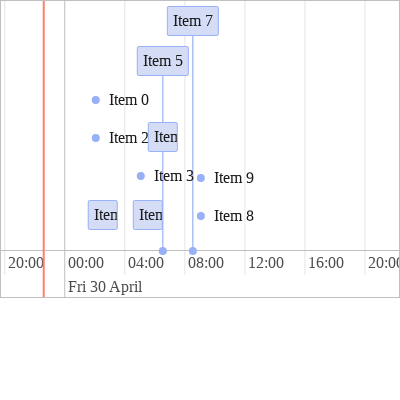 Item 7
Item 5
Item 0
Item 2 Iten
Item 3 Item 9
Iten Iten Item 8
20:00 00:00 04:00 08:00 12:00 16:00 20:00
Fri 30 April